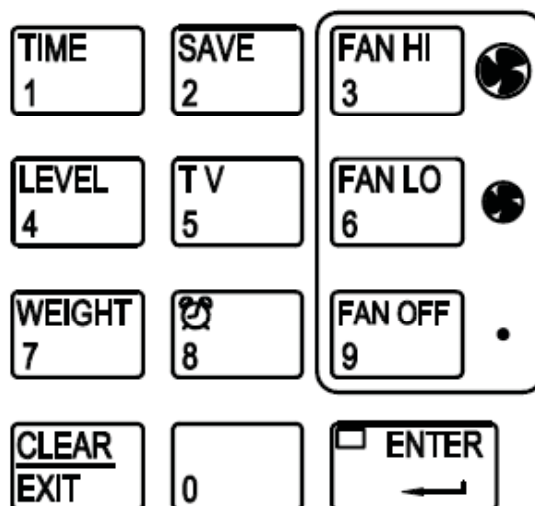 TIME
1
SAVE
2
FAN HI
3
LEVEL
4
T V
5
FAN LO
6
WEIGHT
7
8
FAN OFF
9
CLEAR
EXIT
0
ENTER